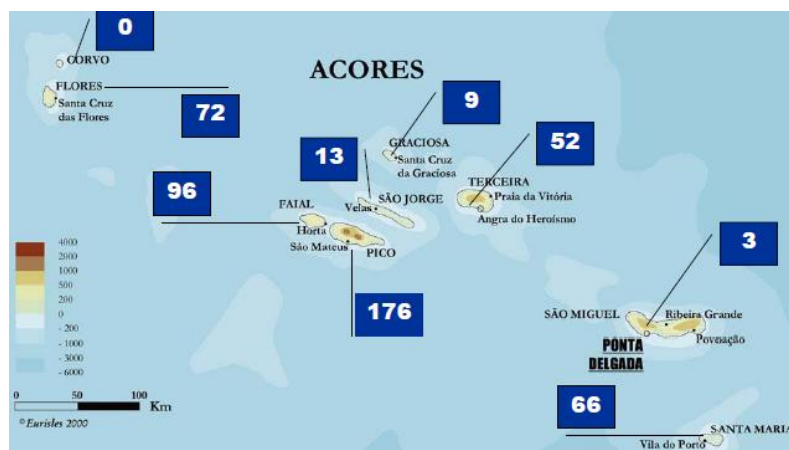 0
CORVO
FLORES
Santa Cruz
das Flores
72
ACORES
9
GRACIOSA
Santa Cruz
da Graciosa
13
52
TERCEIRA
Praia da Vitória
Angra do Heroísmo
SÃO JORGE
Velas
96
FAIAL
Horta
São Mateus
PICO
176
3
SÃO MIGUEL
Ribeira Grande
Povoação
PONTA
DELGADA
66
SANTA MARIA
Vila do Porto
4000
2000
1000
500
200
0
- 200
- 1000
- 3000
- 6000
0 50 100
Km
© Eurisles 2000